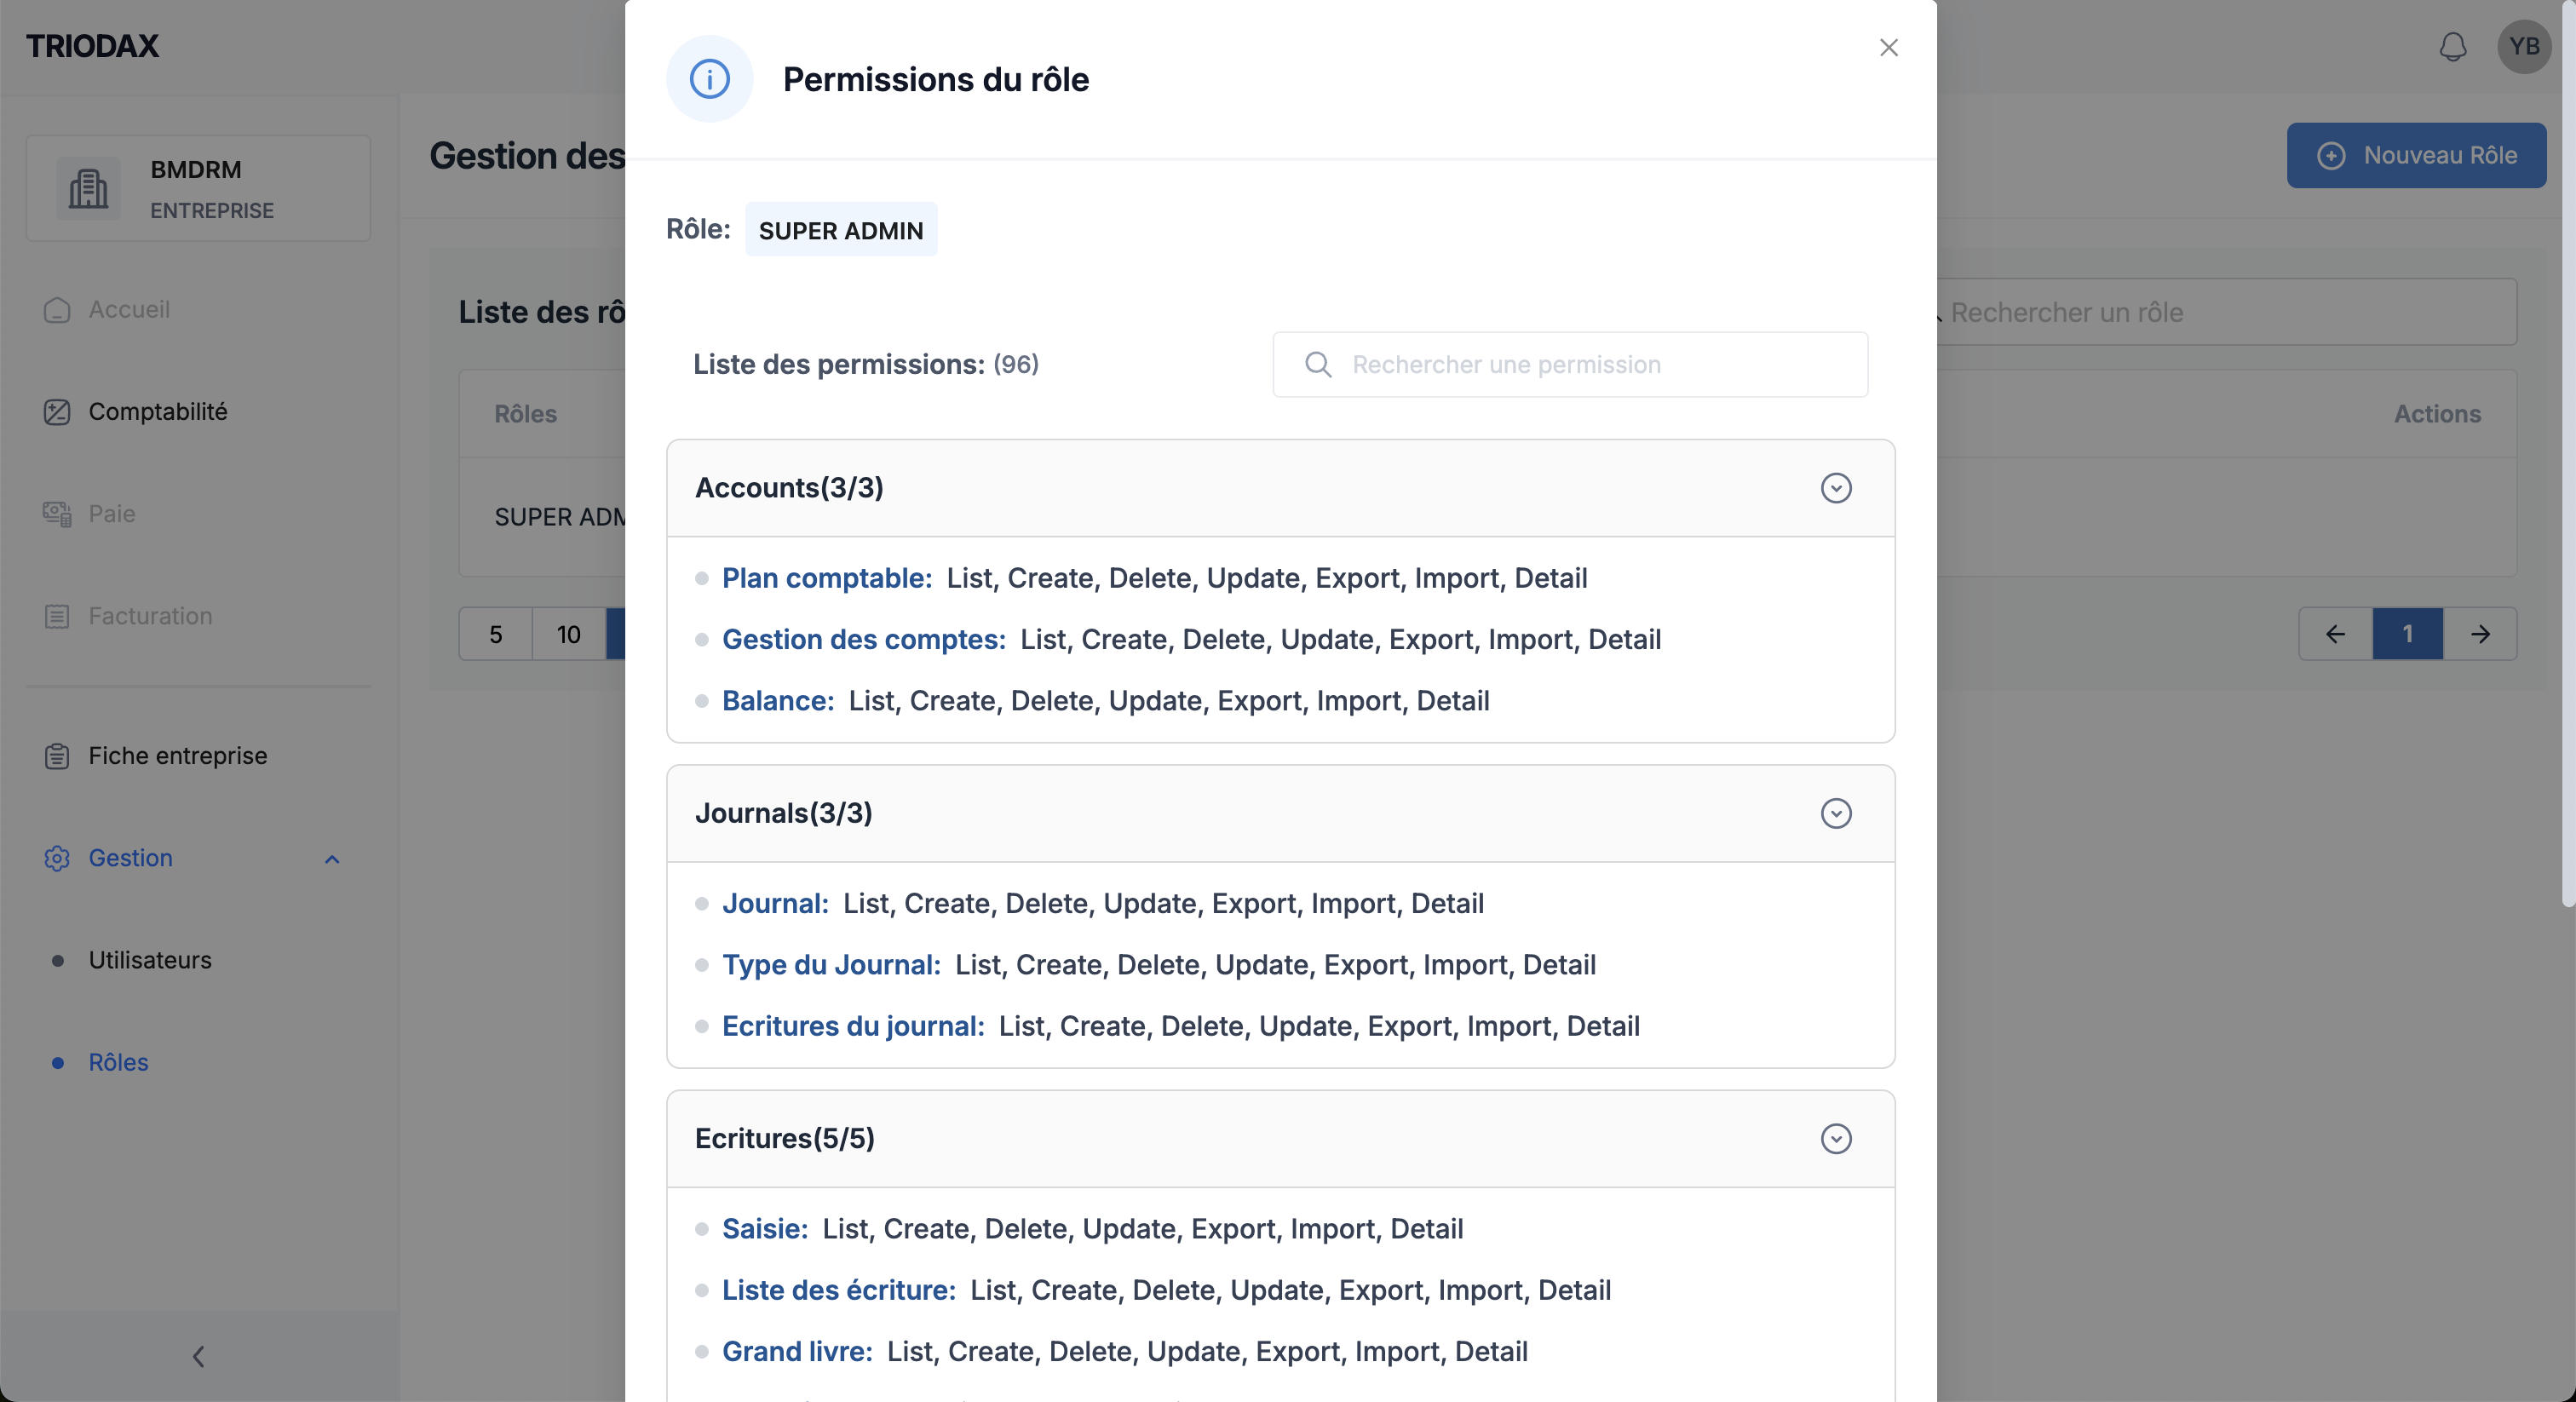 TRIODAX
YB
BMDRM
ENTREPRISE
Accueil
Comptabilité
Paie
Facturation
Fiche entreprise
Gestion
Utilisateurs
Rôles
Gestion des
Nouveau Rôle
Liste des rô
Rechercher un rôle
Rôles
Actions
SUPER ADM
5 10
1
Permissions du rôle
Rôle: SUPER ADMIN
Liste des permissions: (96)
Rechercher une permission
Accounts(3/3)
Plan comptable: List, Create, Delete, Update, Export, Import, Detail
Gestion des comptes: List, Create, Delete, Update, Export, Import, Detail
Balance: List, Create, Delete, Update, Export, Import, Detail
Journals(3/3)
Journal: List, Create, Delete, Update, Export, Import, Detail
Type du Journal: List, Create, Delete, Update, Export, Import, Detail
Ecritures du journal: List, Create, Delete, Update, Export, Import, Detail
Ecritures(5/5)
Saisie: List, Create, Delete, Update, Export, Import, Detail
Liste des écriture: List, Create, Delete, Update, Export, Import, Detail
Grand livre: List, Create, Delete, Update, Export, Import, Detail